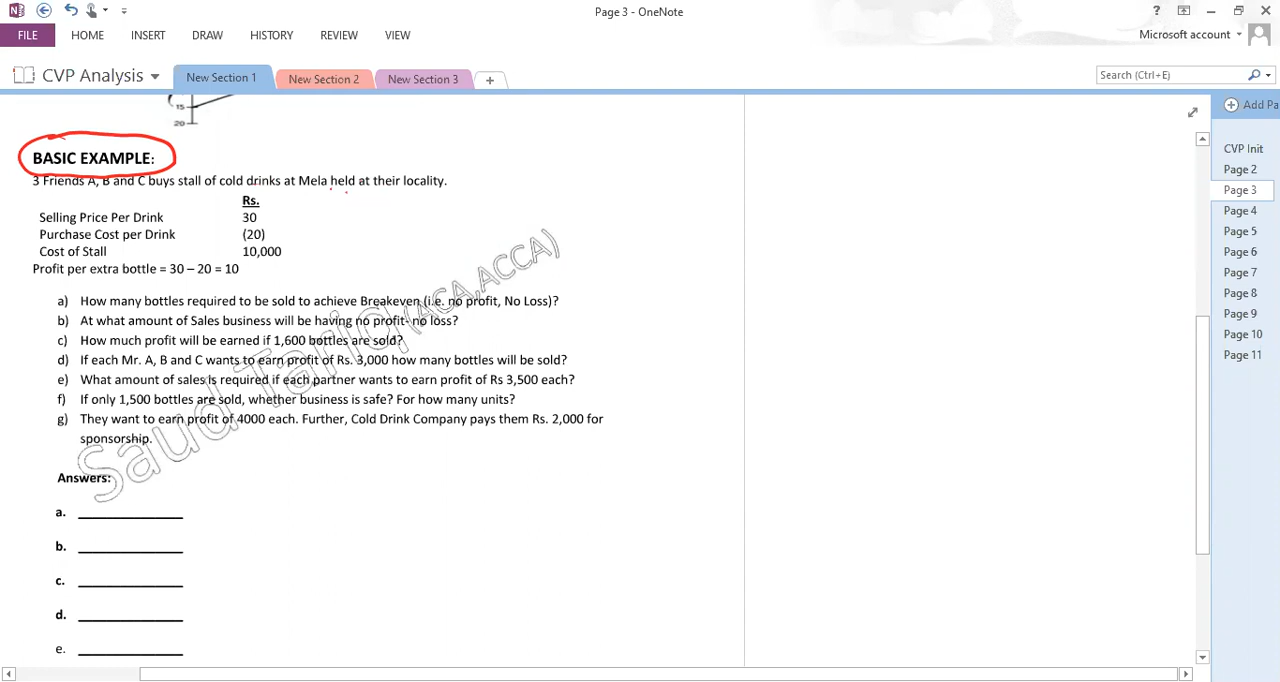 Page 3 - OneNote
?
FILE HOME INSERT DRAW HISTORY REVIEW VIEW
Microsoft account
CVP Analysis
New Section 1
New Section 2
New Section 3
+
Search (Ctrl+E)
15
20
Add Pa
BASIC EXAMPLE:
3 Friends A, B and C buys stall of cold drinks at Mela held at their locality.
Rs.
Selling Price Per Drink 30
Purchase Cost per Drink (20)
Cost of Stall 10,000
Profit per extra bottle = 30 – 20 = 10
a) How many bottles required to be sold to achieve Breakeven (i.e. no profit, No Loss)?
b) At what amount of Sales business will be having no profit- no loss?
c) How much profit will be earned if 1,600 bottles are sold?
d) If each Mr. A, B and C wants to earn profit of Rs. 3,000 how many bottles will be sold?
e) What amount of sales is required if each partner wants to earn profit of Rs 3,500 each?
f) If only 1,500 bottles are sold, whether business is safe? For how many units?
g) They want to earn profit of 4000 each. Further, Cold Drink Company pays them Rs. 2,000 for
sponsorship.
Answers:
a.
b.
c.
d.
e.
Saud Tariq (ACA,ACCA)
CVP Init
Page 2
Page 3
Page 4
Page 5
Page 6
Page 7
Page 8
Page 9
Page 10
Page 11